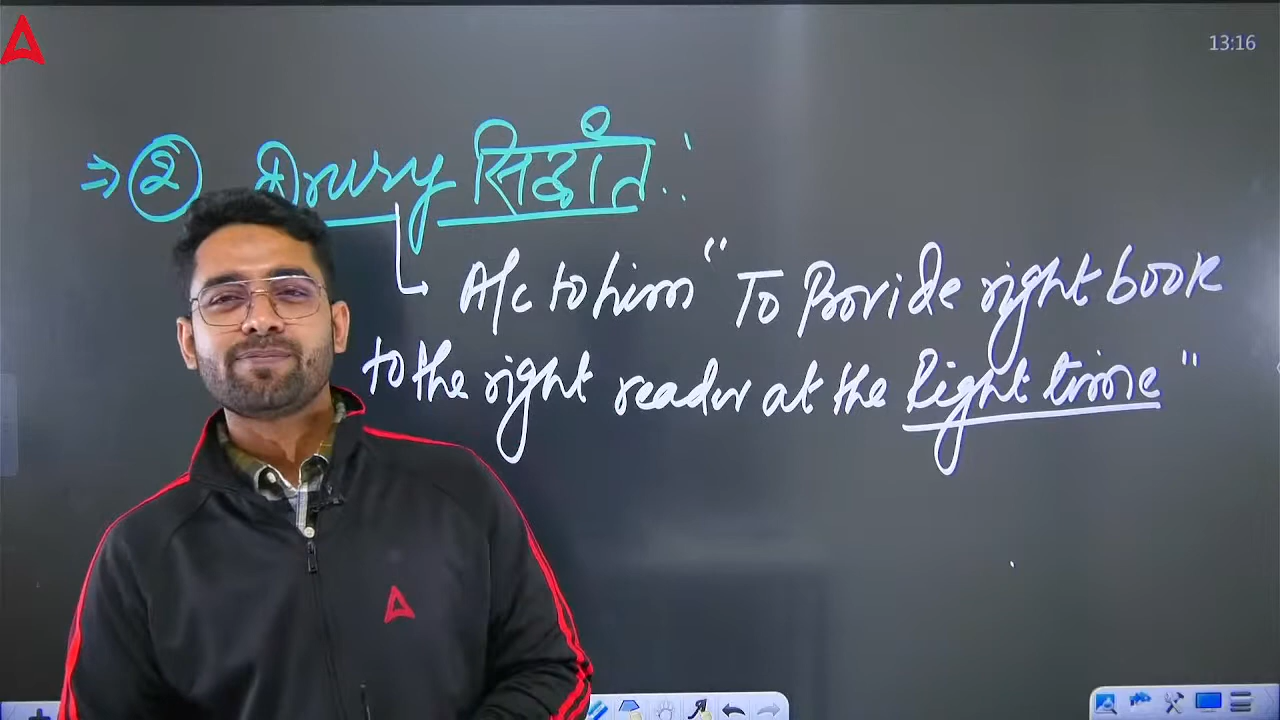 13:16
⇒ ② Drury सिद्धांत :
A/c to him "To Provide right book
to the right reader at the Right time"